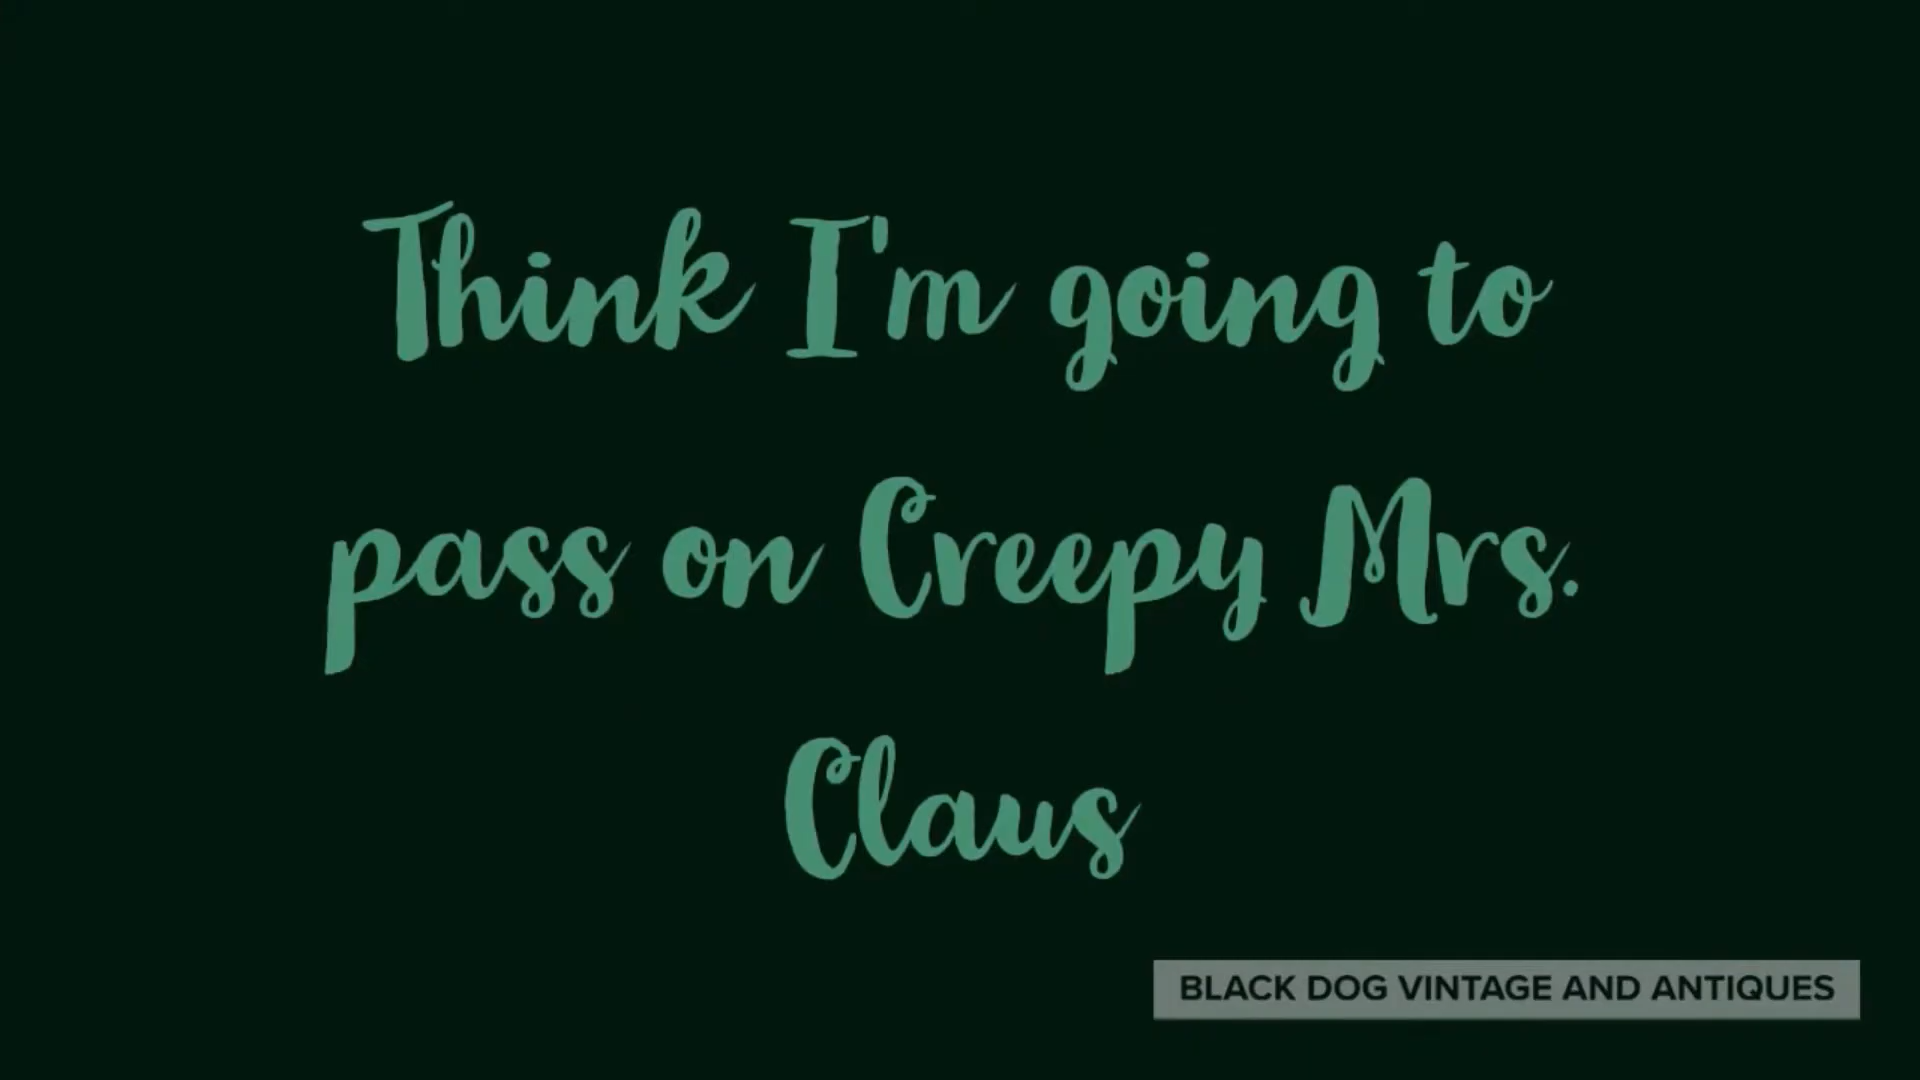 Think I'm going to
pass on Creepy Mrs.
Claus
BLACK DOG VINTAGE AND ANTIQUES